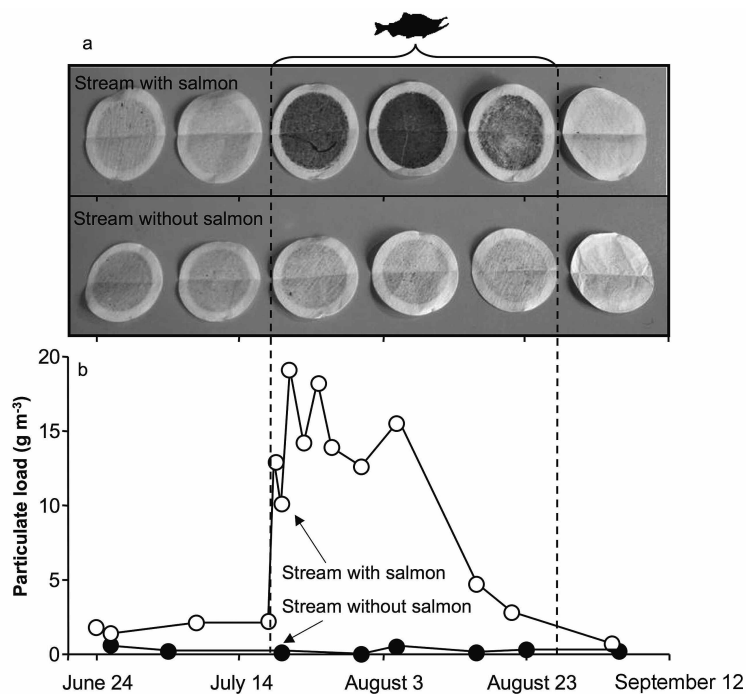 a
Stream with salmon
Stream without salmon
b
20
15
10
5
0
Particulate load (g m-3)
Stream with salmon
Stream without salmon
June 24
July 14
August 3
August 23
September 12